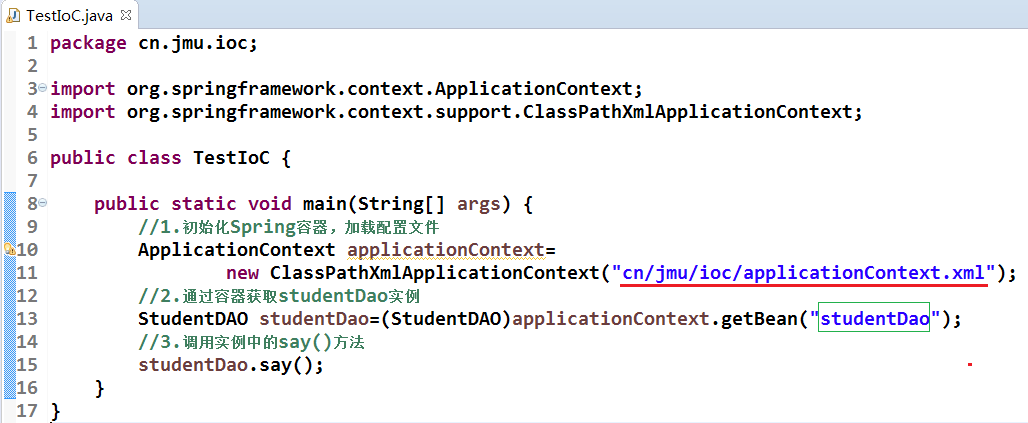 TestIoC.java
1 package cn.jmu.ioc;
2
3 import org.springframework.context.ApplicationContext;
4 import org.springframework.context.support.ClassPathXmlApplicationContext;
5
6 public class TestIoC {
7
8 public static void main(String[] args) {
9 //1.初始化Spring容器，加载配置文件
10 ApplicationContext applicationContext=
11 new ClassPathXmlApplicationContext("cn/jmu/ioc/applicationContext.xml");
12 //2.通过容器获取studentDao实例
13 StudentDAO studentDao=(StudentDAO)applicationContext.getBean("studentDao");
14 //3.调用实例中的say()方法
15 studentDao.say();
16 }
17 }